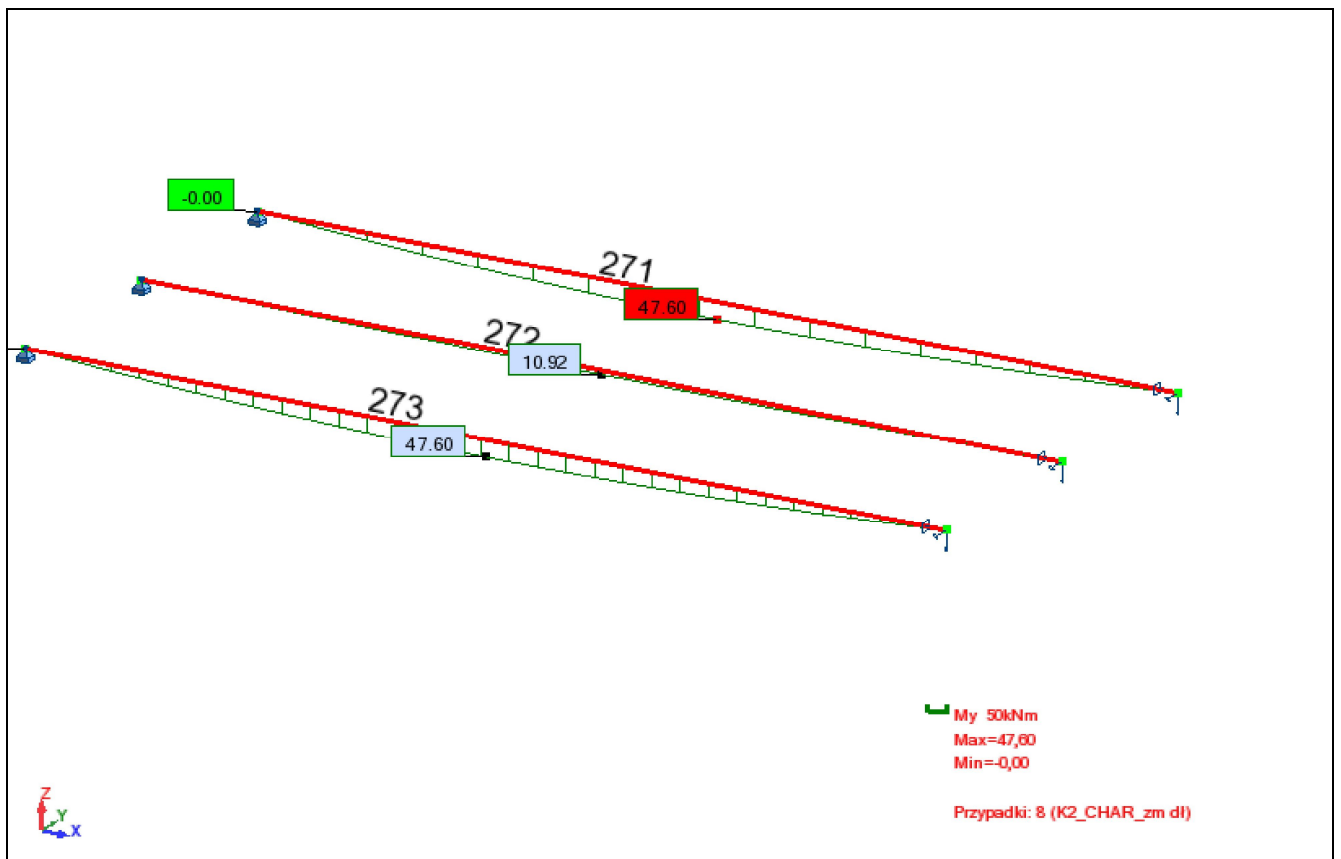 -0.00
271
47.60
272
10.92
273
47.60
My 50kNm
Max=47,60
Min=-0,00
Przypadki: 8 (K2_CHAR_zm dł)
Z
Y
X